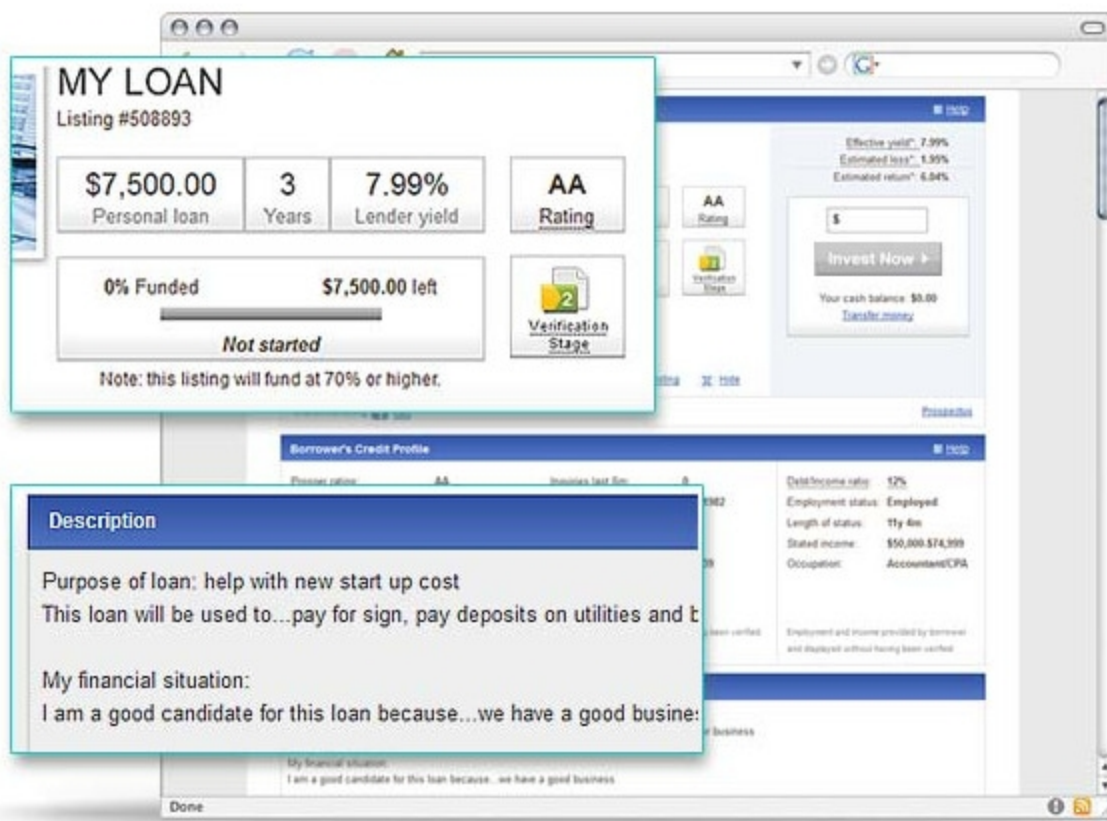 MY LOAN
Listing #508893
$7,500.00
Personal loan
3
Years
7.99%
Lender yield
AA
Rating
0% Funded
$7,500.00 left
Not started
2
Verification
Stage
Note: this listing will fund at 70% or higher.
Help
Effective yield*: 7.99%
Estimated loss*: 1.95%
Estimated return*: 6.04%
AA
Rating
$
Invest Now
Verification
Stage
Your cash balance: $0.00
Transfer money
Hide
Prospectus
Borrower's Credit Profile
Help
Prosper rating: AA
Inquiries last 6m: 0
Debt/Income ratio: 12%
Employment status: Employed
Length of status: 11y 4m
Stated income: $50,000-$74,999
Occupation: Accountant/CPA
Employment and income provided by borrower
and displayed without having been verified
Description
Purpose of loan: help with new start up cost
This loan will be used to...pay for sign, pay deposits on utilities and b
My financial situation:
I am a good candidate for this loan because...we have a good busines
business
My financial situation:
I am a good candidate for this loan because...we have a good business
Done